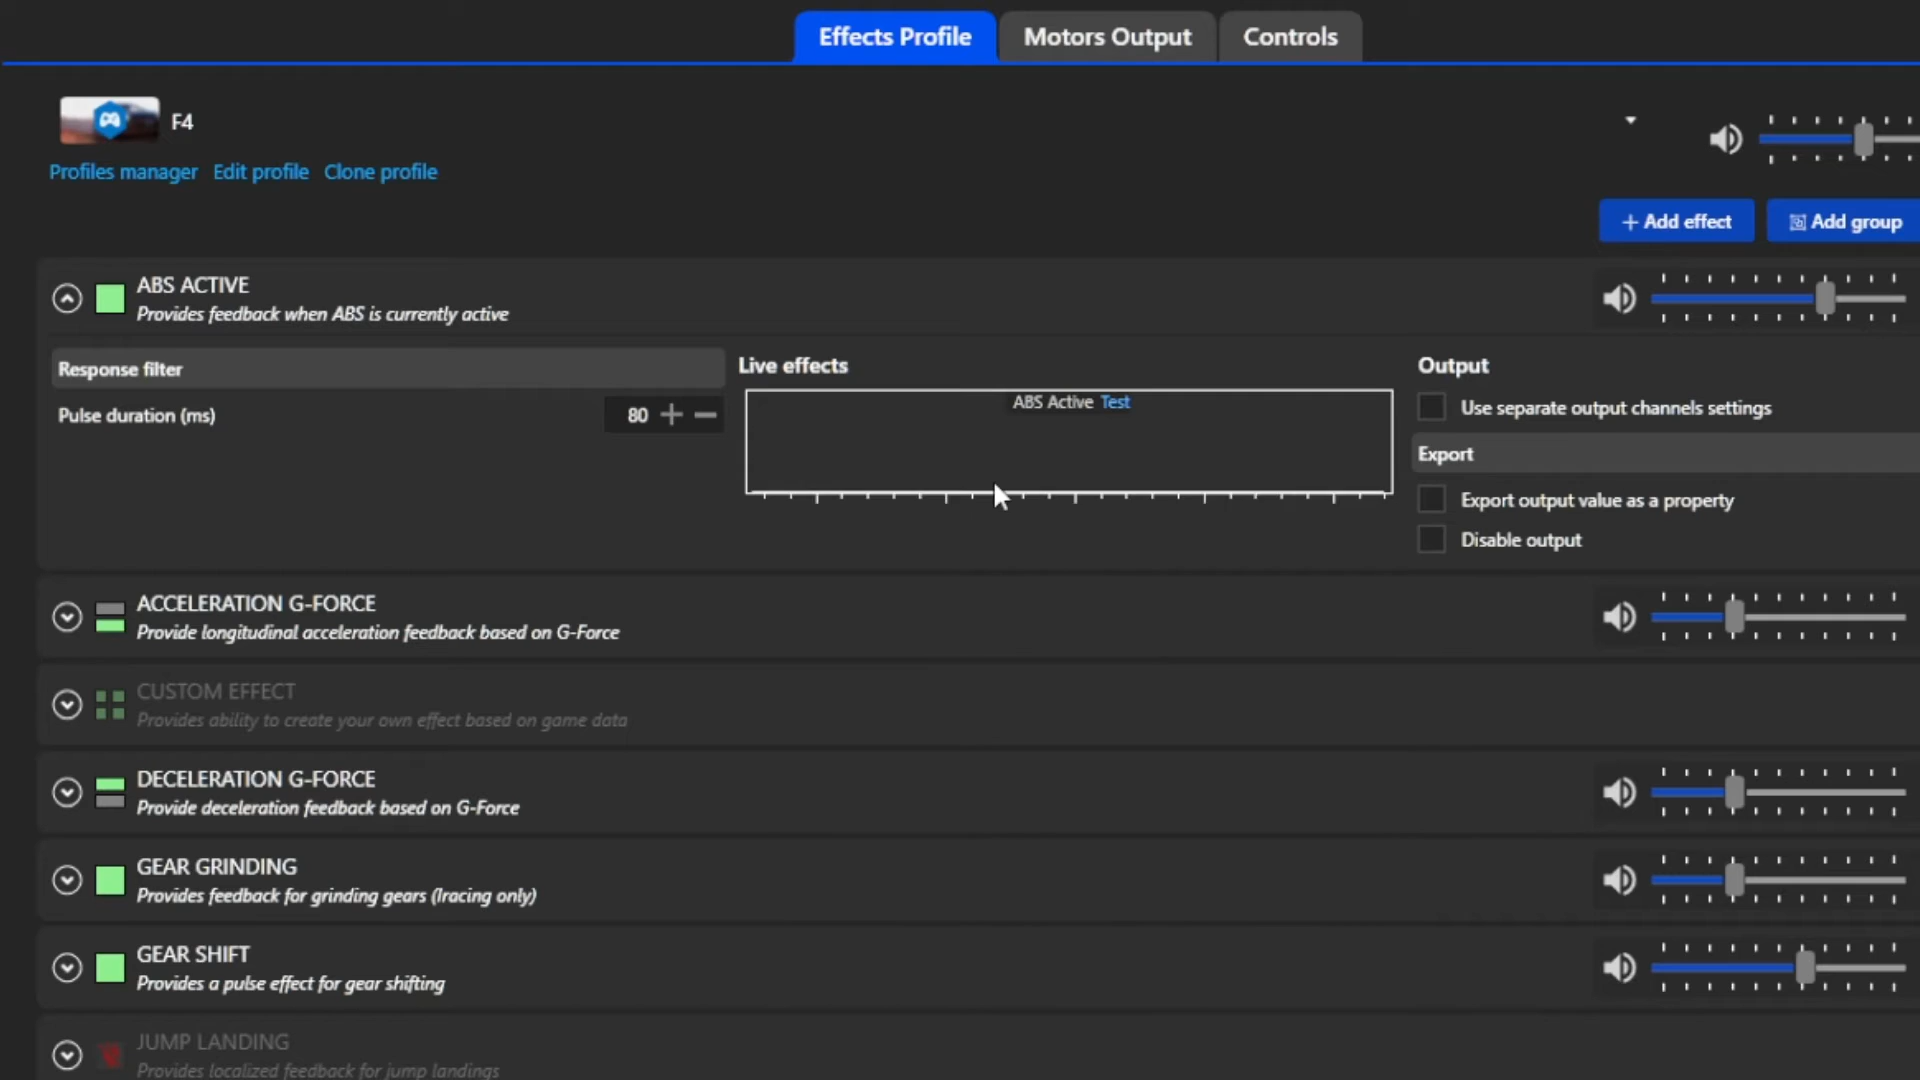 Effects Profile
Motors Output
Controls
F4
Profiles manager Edit profile Clone profile
+ Add effect
Add group
ABS ACTIVE
Provides feedback when ABS is currently active
Response filter
Pulse duration (ms)
80 + −
Live effects
ABS Active Test
Output
Use separate output channels settings
Export
Export output value as a property
Disable output
ACCELERATION G-FORCE
Provide longitudinal acceleration feedback based on G-Force
CUSTOM EFFECT
Provides ability to create your own effect based on game data
DECELERATION G-FORCE
Provide deceleration feedback based on G-Force
GEAR GRINDING
Provides feedback for grinding gears (Iracing only)
GEAR SHIFT
Provides a pulse effect for gear shifting
JUMP LANDING
Provides localized feedback for jump landings